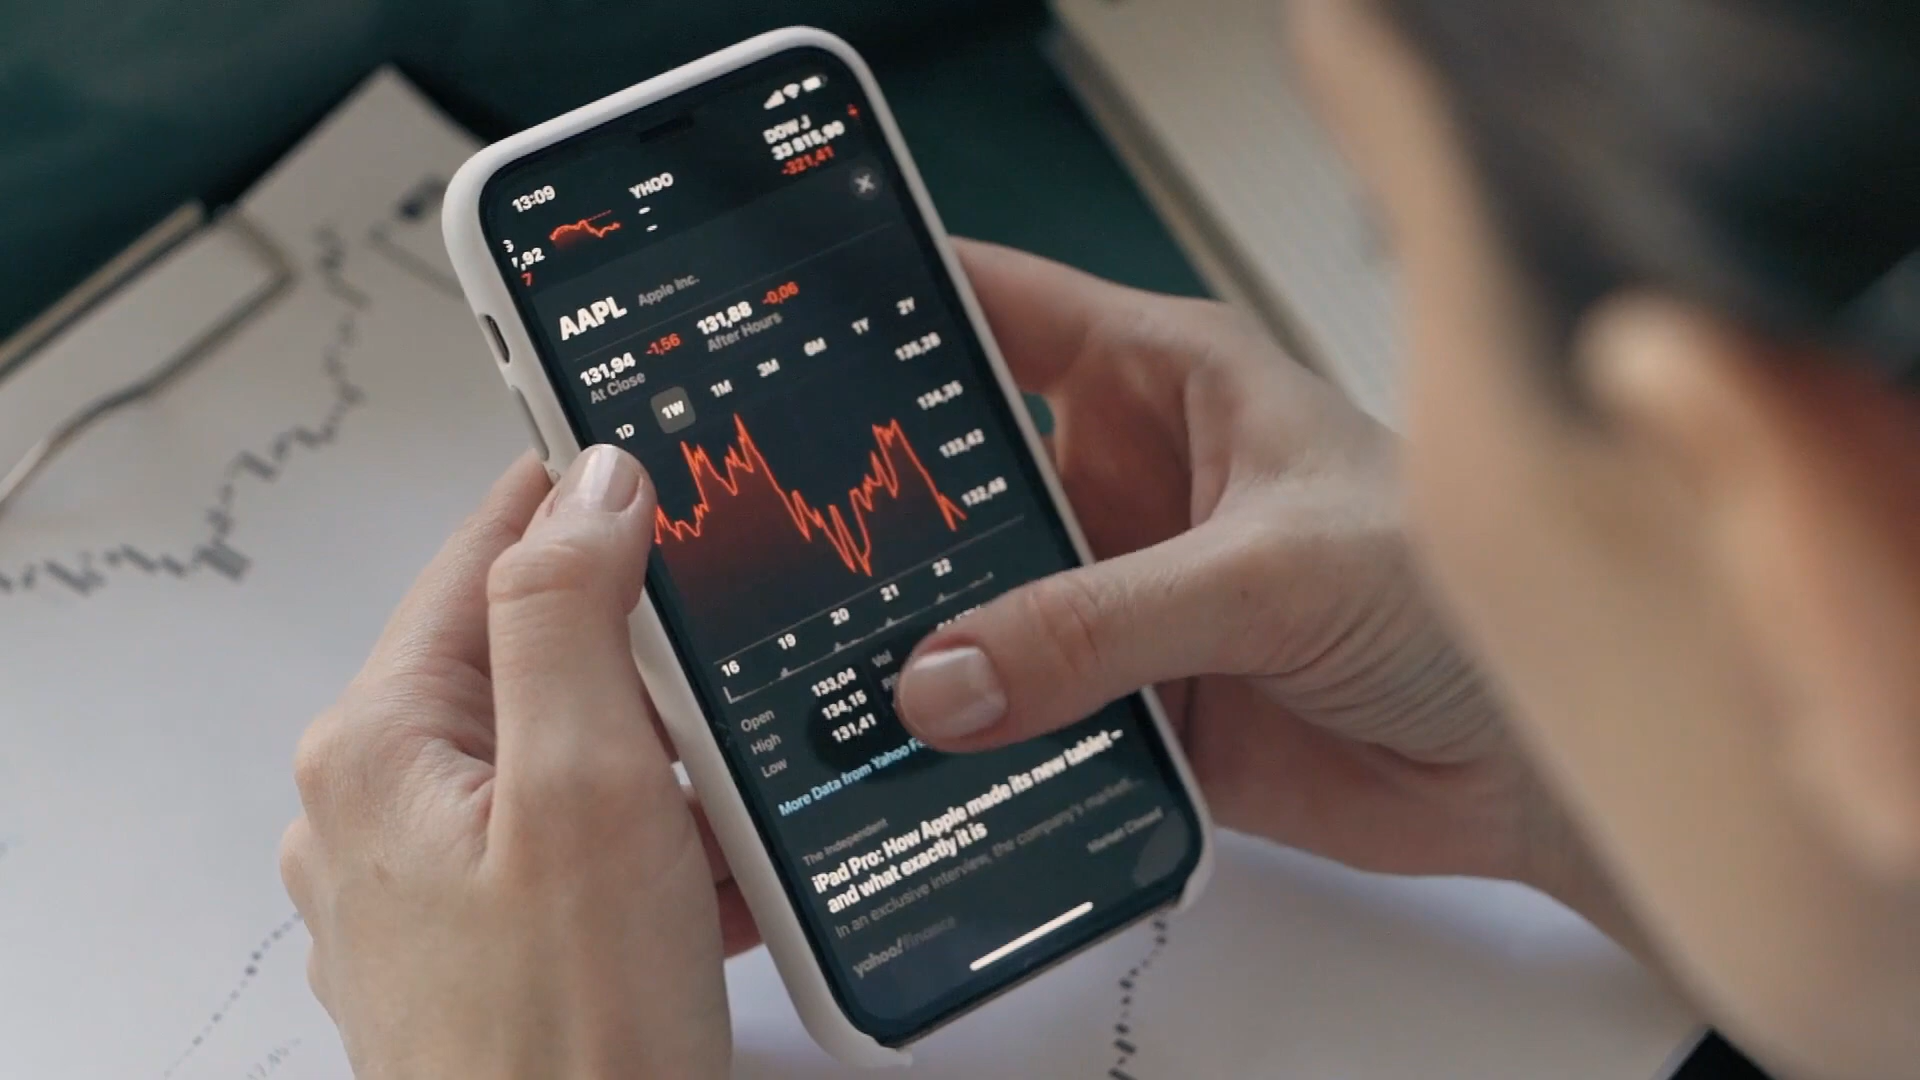 13:09
YHOO
-
-
DOW J
33 815,90
-321,41
,92
7
AAPL Apple Inc.
131,94 -1,56 131,88 -0,06
At Close After Hours
1D 1W 1M 3M 6M 1Y 2Y
135,28
134,35
133,42
132,48
16 19 20 21 22
Open 133,04 Vol
High 134,15
Low 131,41
More Data from Yahoo
The Independent
iPad Pro: How Apple made its new tablet –
and what exactly it is
In an exclusive interview, the company's market...
yahoo/finance Market Closed